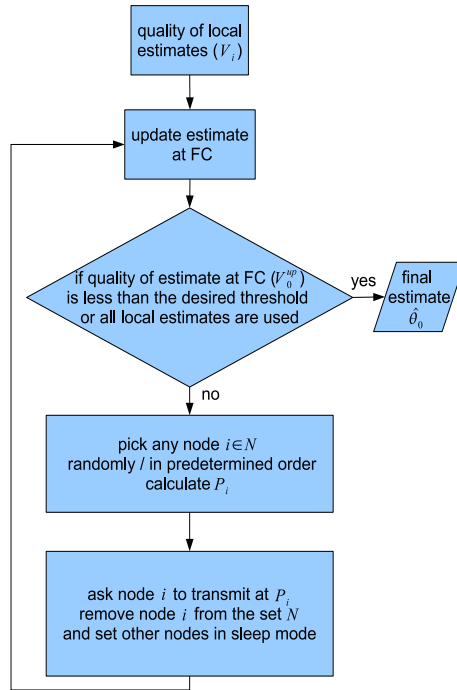 quality of local
estimates (V_i)
update estimate
at FC
if quality of estimate at FC (V_0^{up})
is less than the desired threshold
or all local estimates are used
yes
final
estimate
θ̂_0
no
pick any node i∈N
randomly / in predetermined order
calculate P_i
ask node i to transmit at P_i
remove node i from the set N
and set other nodes in sleep mode